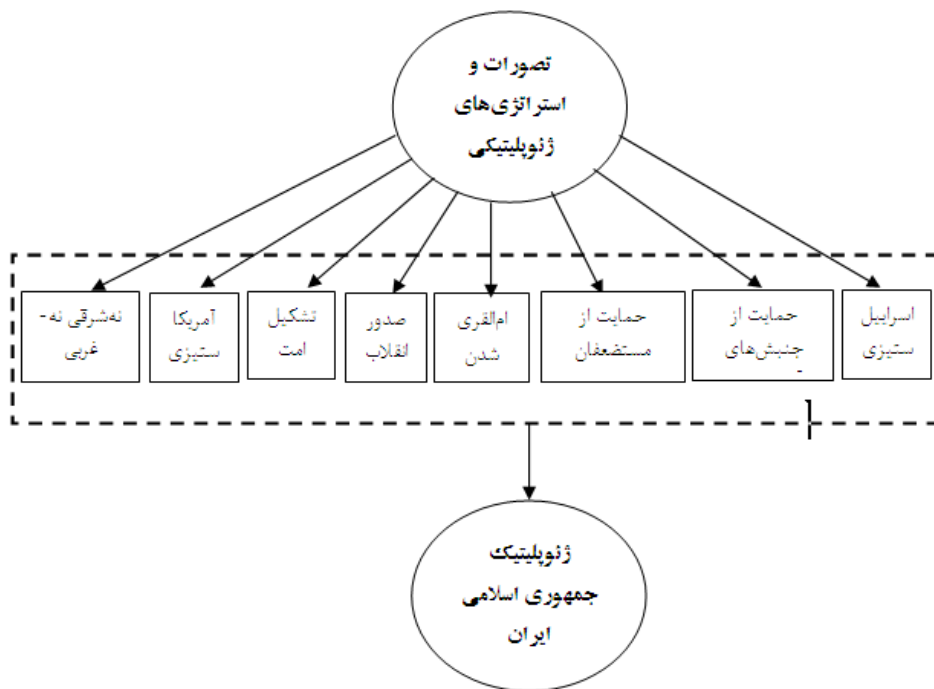 تصورات و
استراتژی‌های
ژئوپلیتیکی
اسراییل
ستیزی
حمایت از
جنبش‌های
حمایت از
مستضعفان
ام‌القری
شدن
صدور
انقلاب
تشکیل
امت
آمریکا
ستیزی
نه‌شرقی نه-
غربی
ژئوپلیتیک
جمهوری اسلامی
ایران